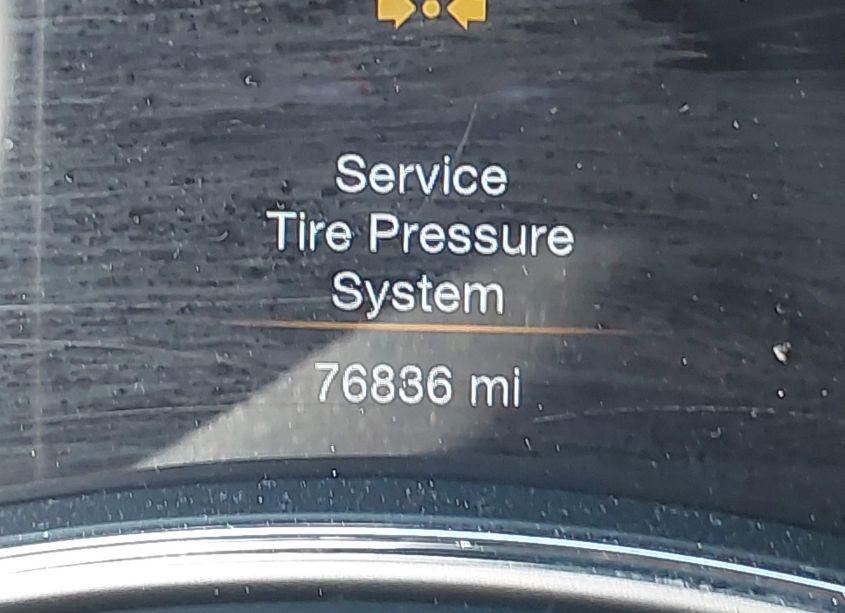 Service
Tire Pressure
System
76836 mi